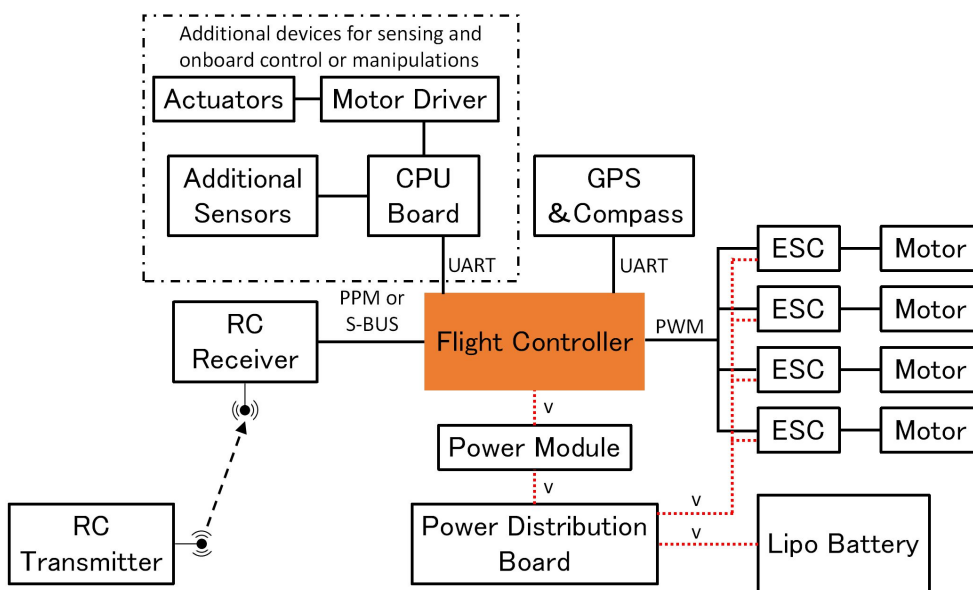 Additional devices for sensing and
onboard control or manipulations
Actuators
Motor Driver
Additional
Sensors
CPU
Board
GPS
&Compass
UART
UART
ESC
Motor
ESC
Motor
ESC
Motor
ESC
Motor
PPM or
S-BUS
RC
Receiver
Flight Controller
PWM
v
Power Module
v
v
v
RC
Transmitter
Power Distribution
Board
Lipo Battery